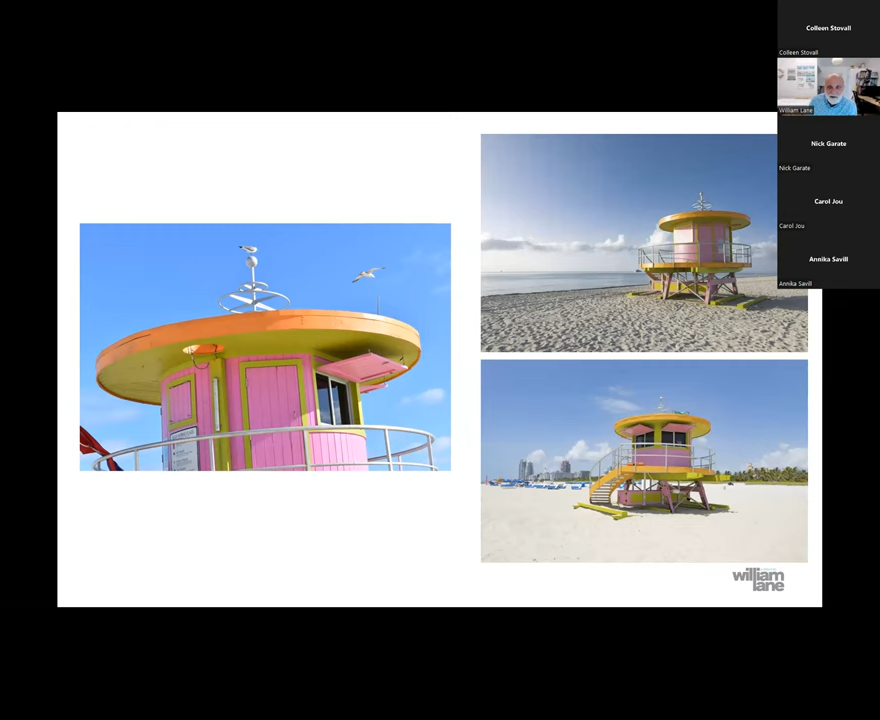 Colleen Stovall
Colleen Stovall
William Lane
Nick Garate
Nick Garate
Carol Jou
Carol Jou
Annika Savill
Annika Savill
william
lane